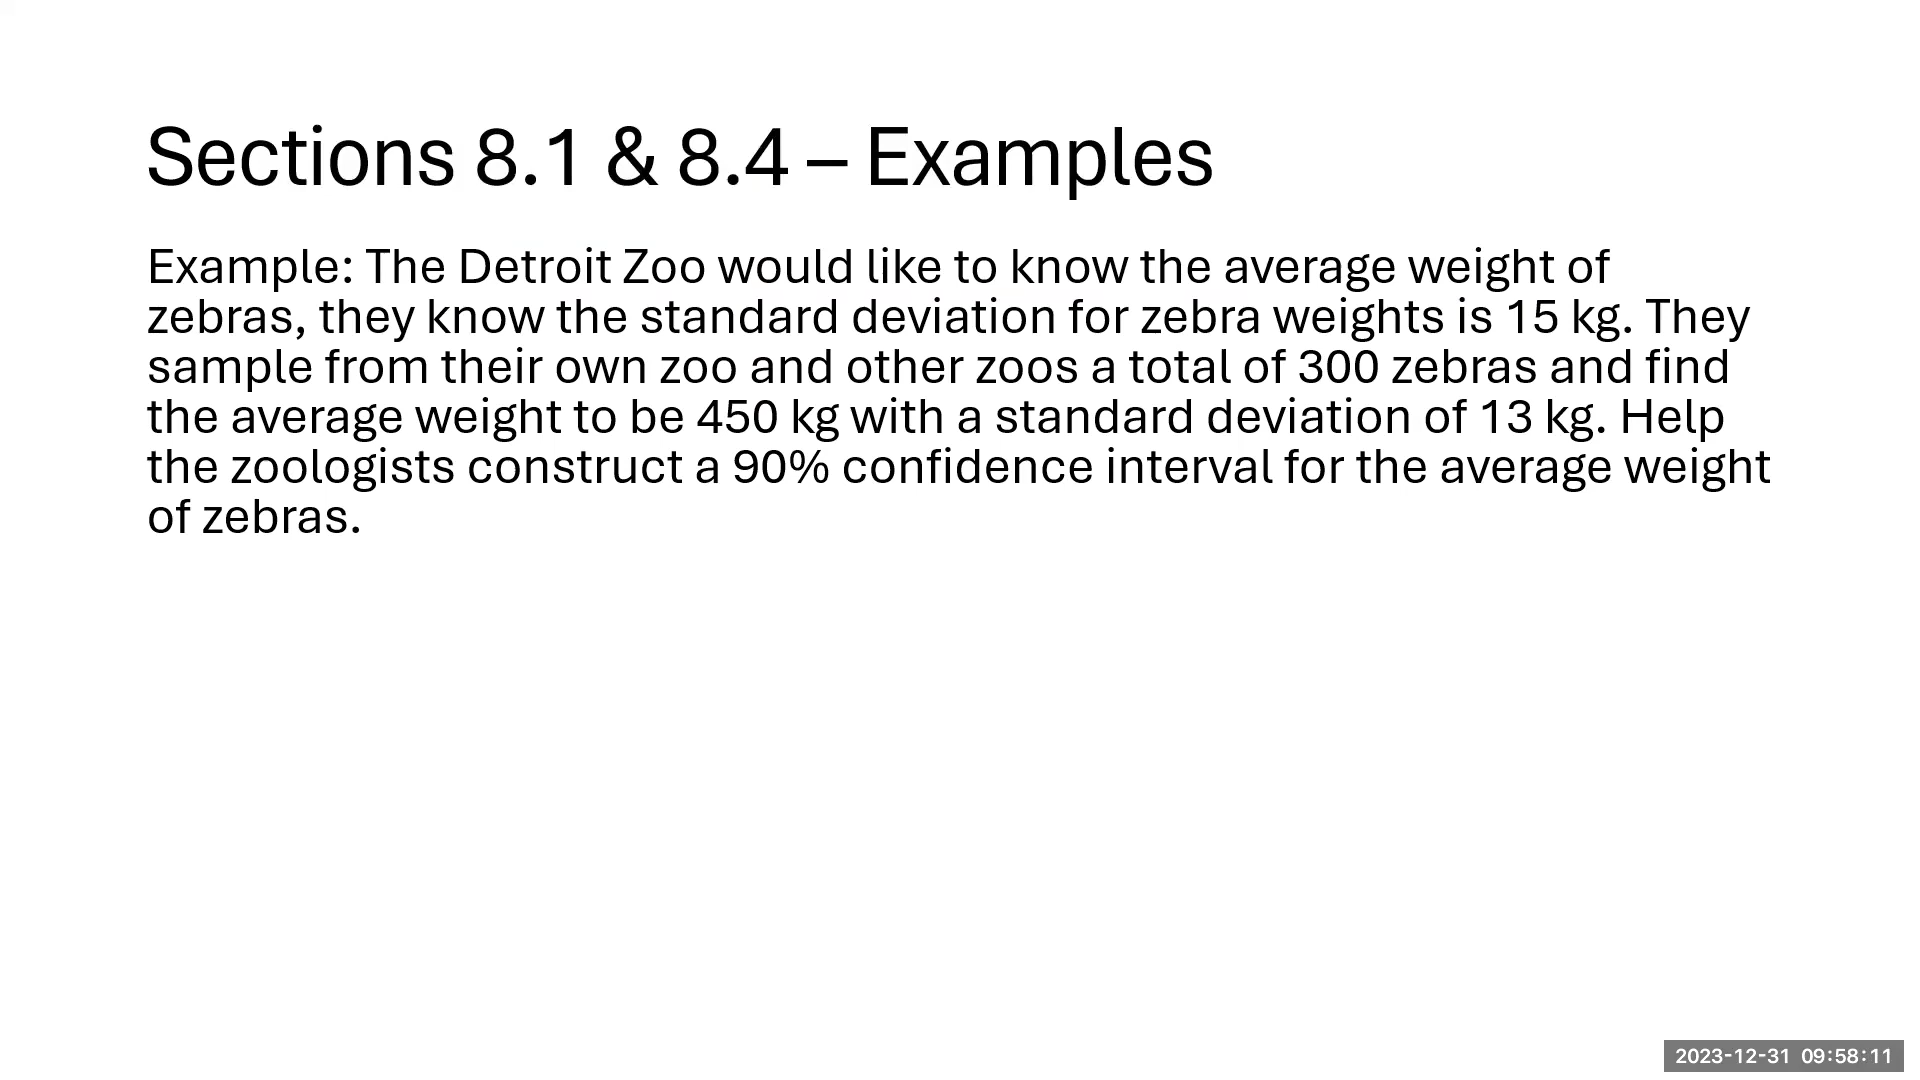 Sections 8.1 & 8.4 – Examples
Example: The Detroit Zoo would like to know the average weight of
zebras, they know the standard deviation for zebra weights is 15 kg. They
sample from their own zoo and other zoos a total of 300 zebras and find
the average weight to be 450 kg with a standard deviation of 13 kg. Help
the zoologists construct a 90% confidence interval for the average weight
of zebras.
2023-12-31 09:58:11